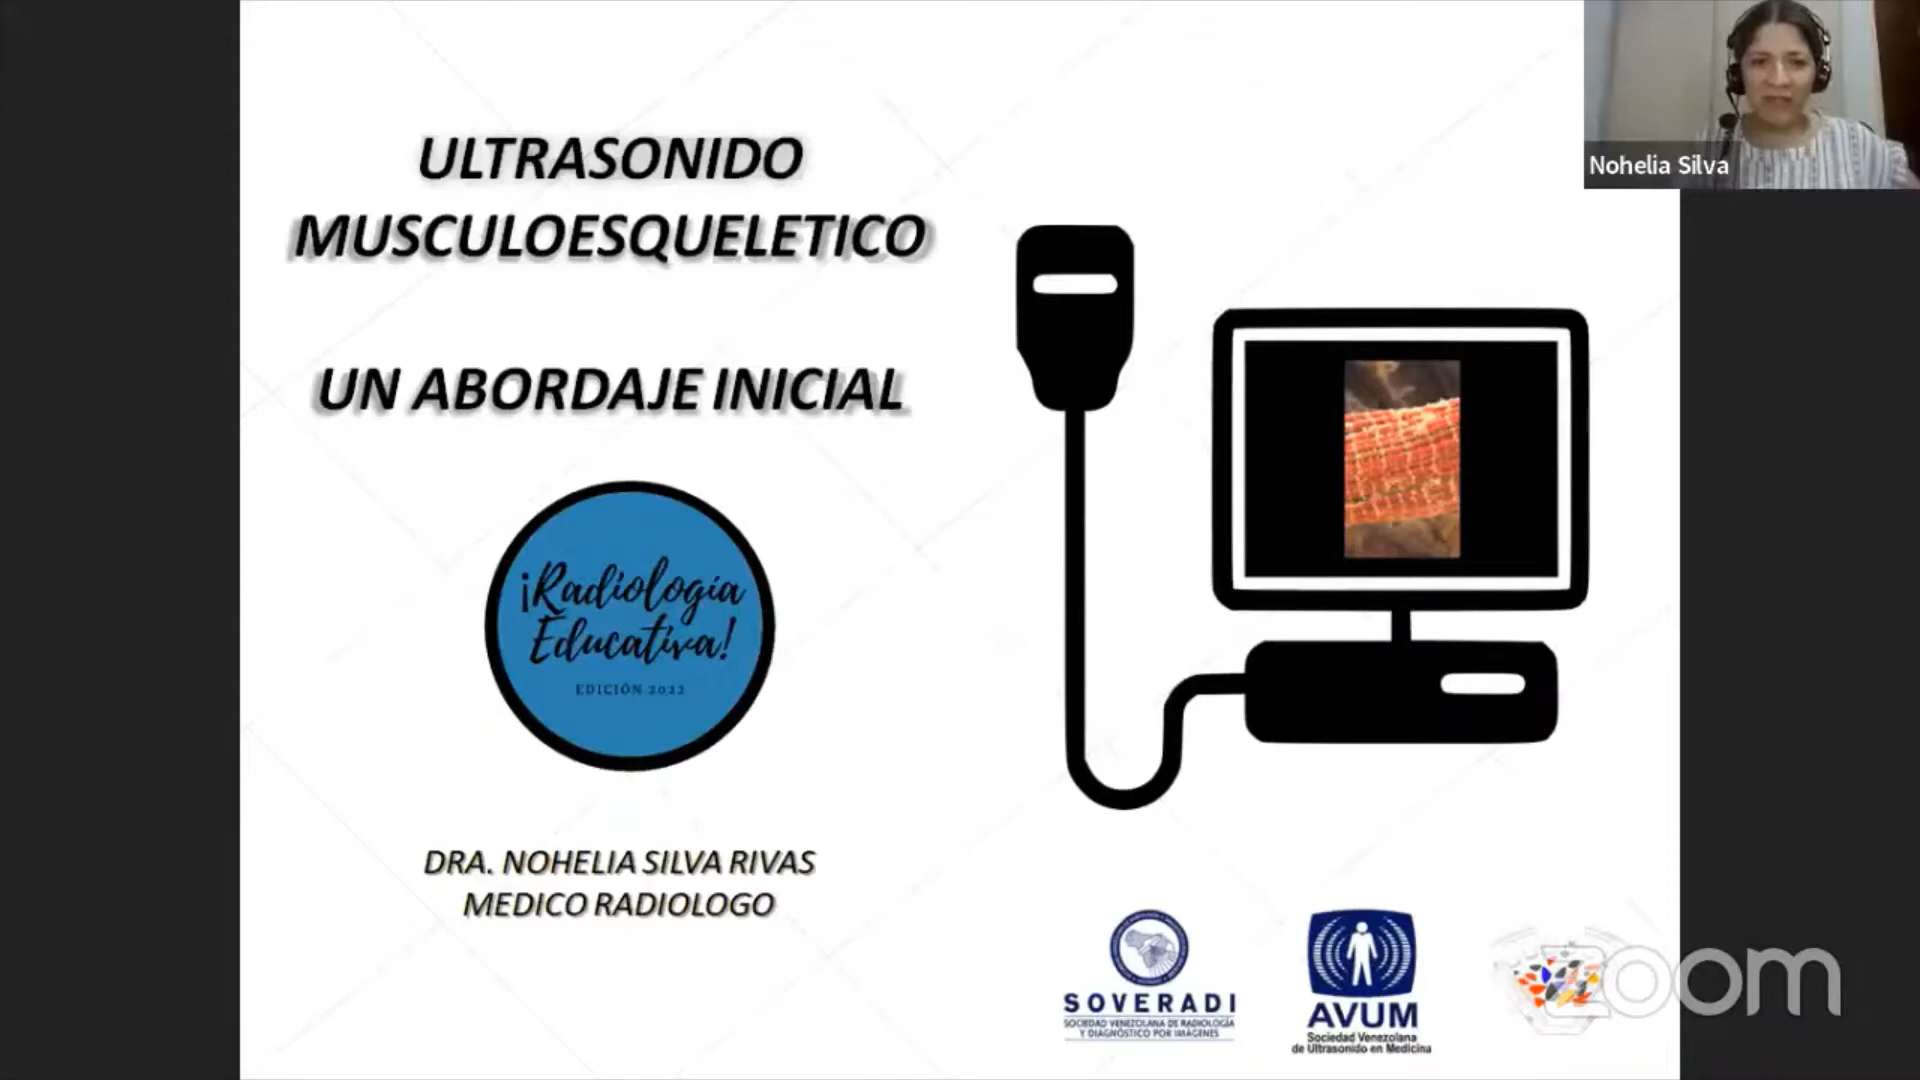 ULTRASONIDO
MUSCULOESQUELETICO
UN ABORDAJE INICIAL
¡Radiología
Educativa!
EDICIÓN 2022
DRA. NOHELIA SILVA RIVAS
MEDICO RADIOLOGO
Nohelia Silva
SOVERADI
SOCIEDAD VENEZOLANA DE RADIOLOGÍA
Y DIAGNÓSTICO POR IMÁGENES
AVUM
Sociedad Venezolana
de Ultrasonido en Medicina
zoom